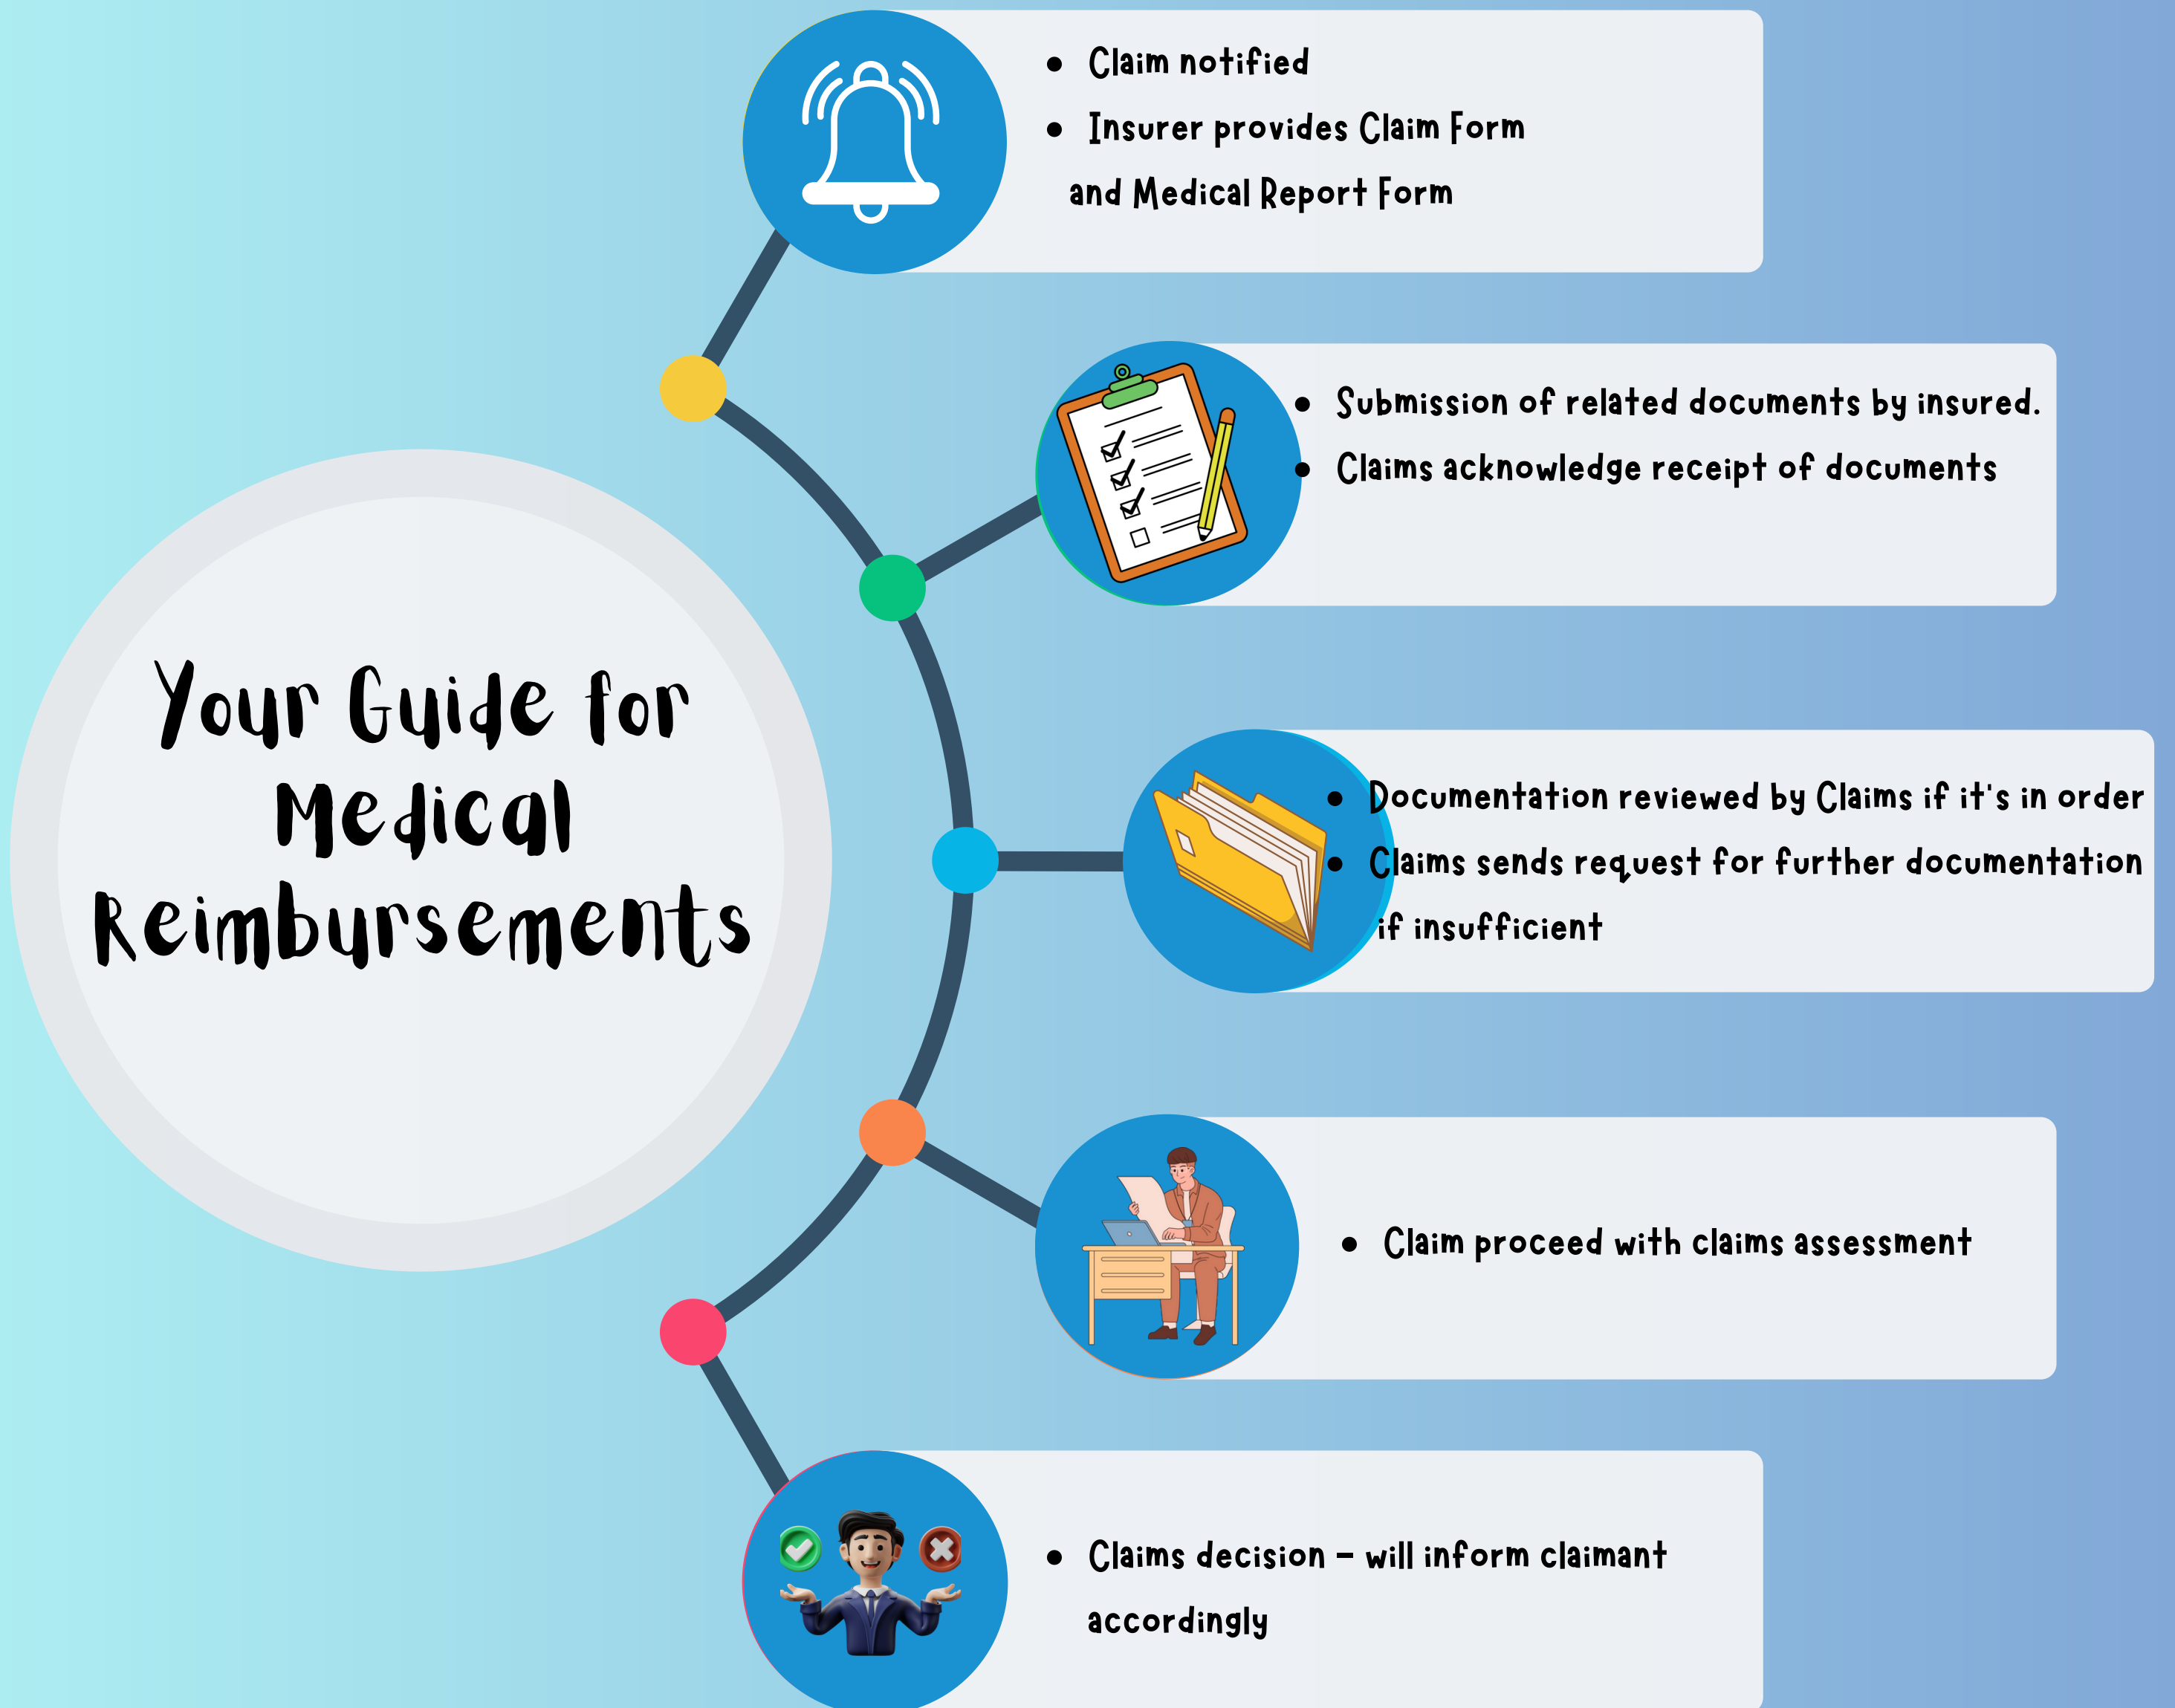 Your Guide for
Medical
Reimbursements
• Claim notified
• Insurer provides Claim Form
and Medical Report Form
• Submission of related documents by insured.
• Claims acknowledge receipt of documents
• Documentation reviewed by Claims if it's in order
• Claims sends request for further documentation
if insufficient
• Claim proceed with claims assessment
• Claims decision – will inform claimant
accordingly